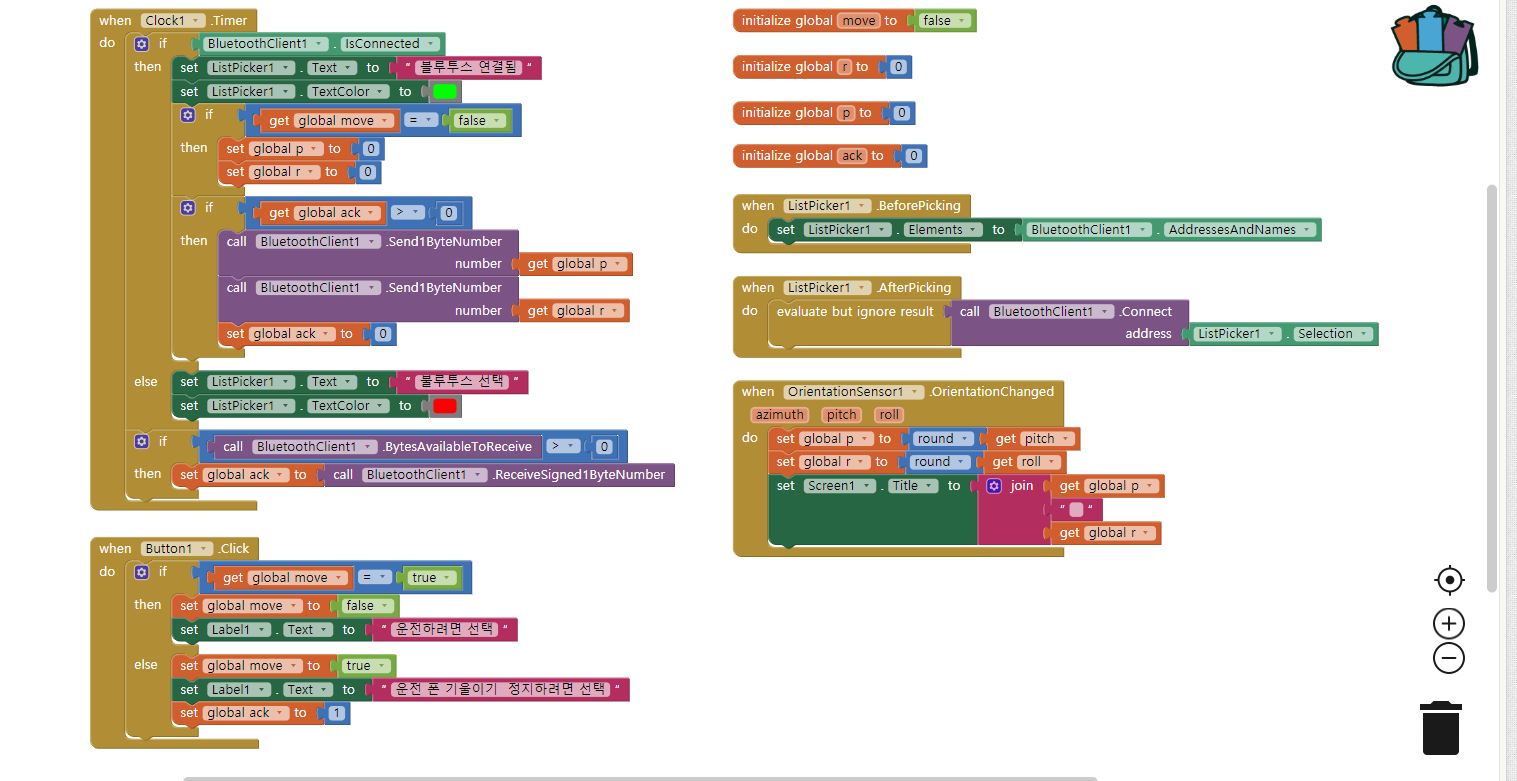 when Clock1 .Timer
do if BluetoothClient1 . IsConnected
then set ListPicker1 . Text to " 블루투스 연결됨 "
set ListPicker1 . TextColor to
if get global move = false
then set global p to 0
set global r to 0
if get global ack > 0
then call BluetoothClient1 .Send1ByteNumber
number get global p
call BluetoothClient1 .Send1ByteNumber
number get global r
set global ack to 0
else set ListPicker1 . Text to " 블루투스 선택 "
set ListPicker1 . TextColor to
if call BluetoothClient1 .BytesAvailableToReceive > 0
then set global ack to call BluetoothClient1 .ReceiveSigned1ByteNumber
when Button1 .Click
do if get global move = true
then set global move to false
set Label1 . Text to " 운전하려면 선택 "
else set global move to true
set Label1 . Text to " 운전 폰 기울이기 정지하려면 선택 "
set global ack to 1
initialize global move to false
initialize global r to 0
initialize global p to 0
initialize global ack to 0
when ListPicker1 .BeforePicking
do set ListPicker1 . Elements to BluetoothClient1 . AddressesAndNames
when ListPicker1 .AfterPicking
do evaluate but ignore result call BluetoothClient1 .Connect
address ListPicker1 . Selection
when OrientationSensor1 .OrientationChanged
azimuth pitch roll
do set global p to round get pitch
set global r to round get roll
set Screen1 . Title to join get global p
" "
get global r